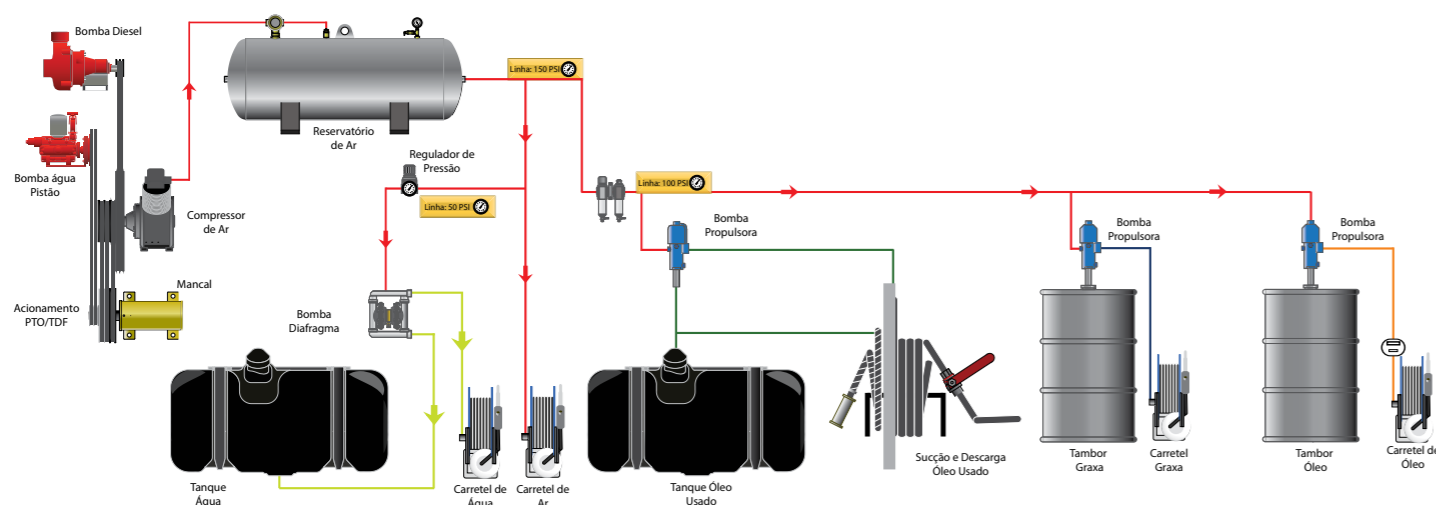 Bomba Diesel
Linha: 150 PSI
Reservatório
de Ar
Bomba água
Pistão
Regulador de
Pressão
Linha: 50 PSI
Linha: 100 PSI
Compressor
de Ar
Bomba
Propulsora
Bomba
Propulsora
Bomba
Propulsora
Mancal
Acionamento
PTO/TDF
Bomba
Diafragma
Tanque
Água
Carretel de
Água
Carretel de
Ar
Tanque Óleo
Usado
Sucção e Descarga
Óleo Usado
Tambor
Graxa
Carretel
Graxa
Tambor
Óleo
Carretel de
Óleo